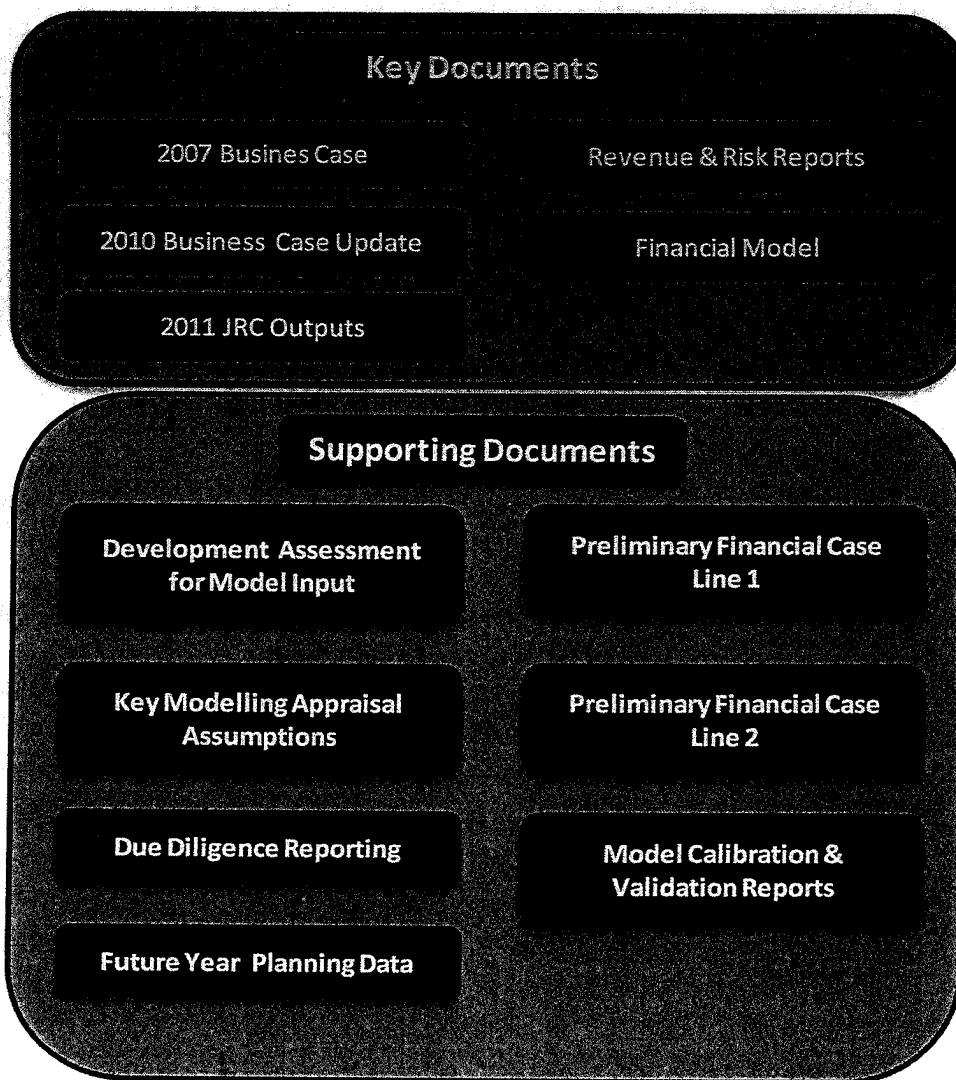 Key Documents
2007 Busines Case
2010 Business Case Update
2011 JRC Outputs
Revenue & Risk Reports
Financial Model
Supporting Documents
Development Assessment
for Model Input
Key Modelling Appraisal
Assumptions
Due Diligence Reporting
Future Year Planning Data
Preliminary Financial Case
Line 1
Preliminary Financial Case
Line 2
Model Calibration &
Validation Reports